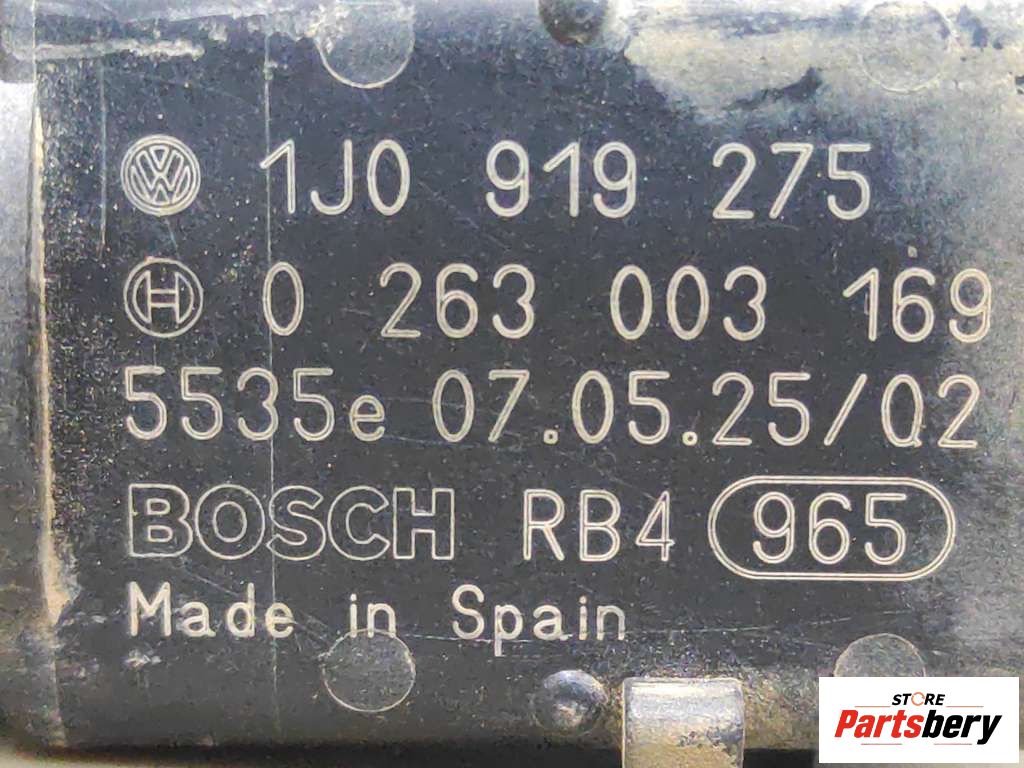 1J0 919 275
0 263 003 169
5535e 07.05.25/02
BOSCH RB4 965
Made in Spain
STORE
Partsbery